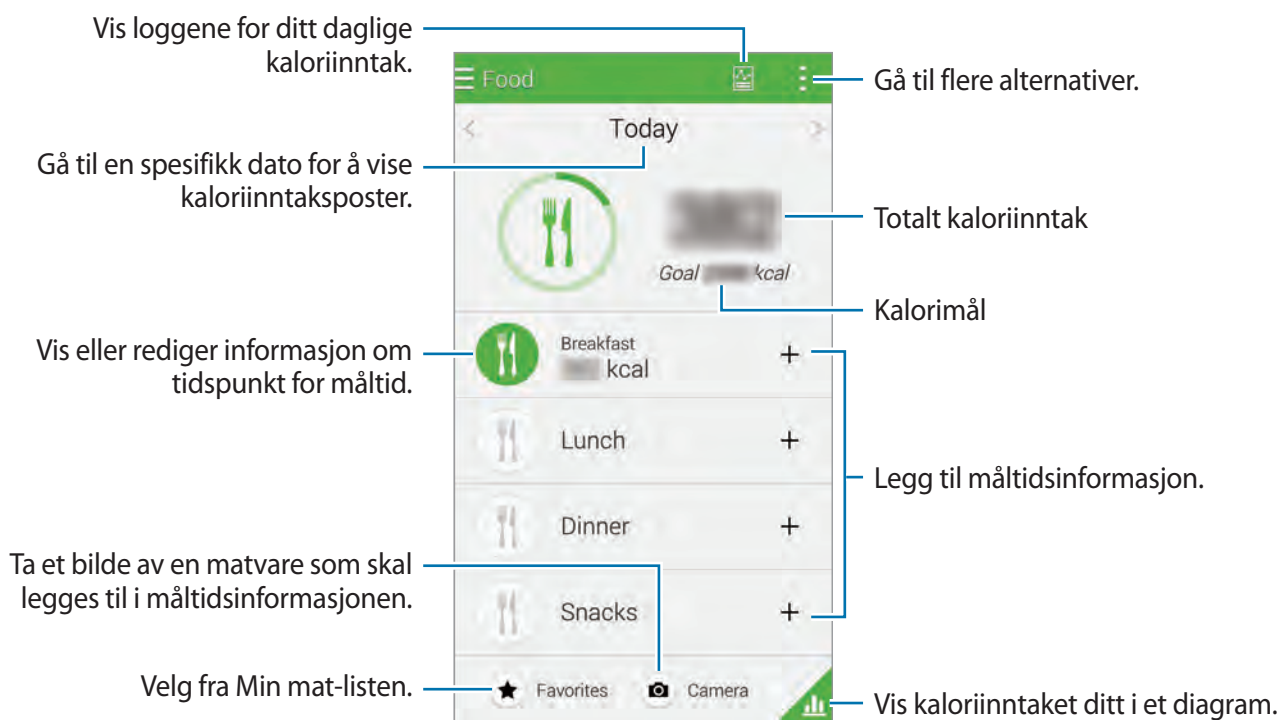 Vis loggene for ditt daglige
kaloriinntak.
Gå til en spesifikk dato for å vise
kaloriinntaksposter.
Vis eller rediger informasjon om
tidspunkt for måltid.
Ta et bilde av en matvare som skal
legges til i måltidsinformasjonen.
Velg fra Min mat-listen.
Food
Today
Goal kcal
Breakfast
kcal
+
Lunch
+
Dinner
+
Snacks
+
Favorites
Camera
Gå til flere alternativer.
Totalt kaloriinntak
Kalorimål
Legg til måltidsinformasjon.
Vis kaloriinntaket ditt i et diagram.